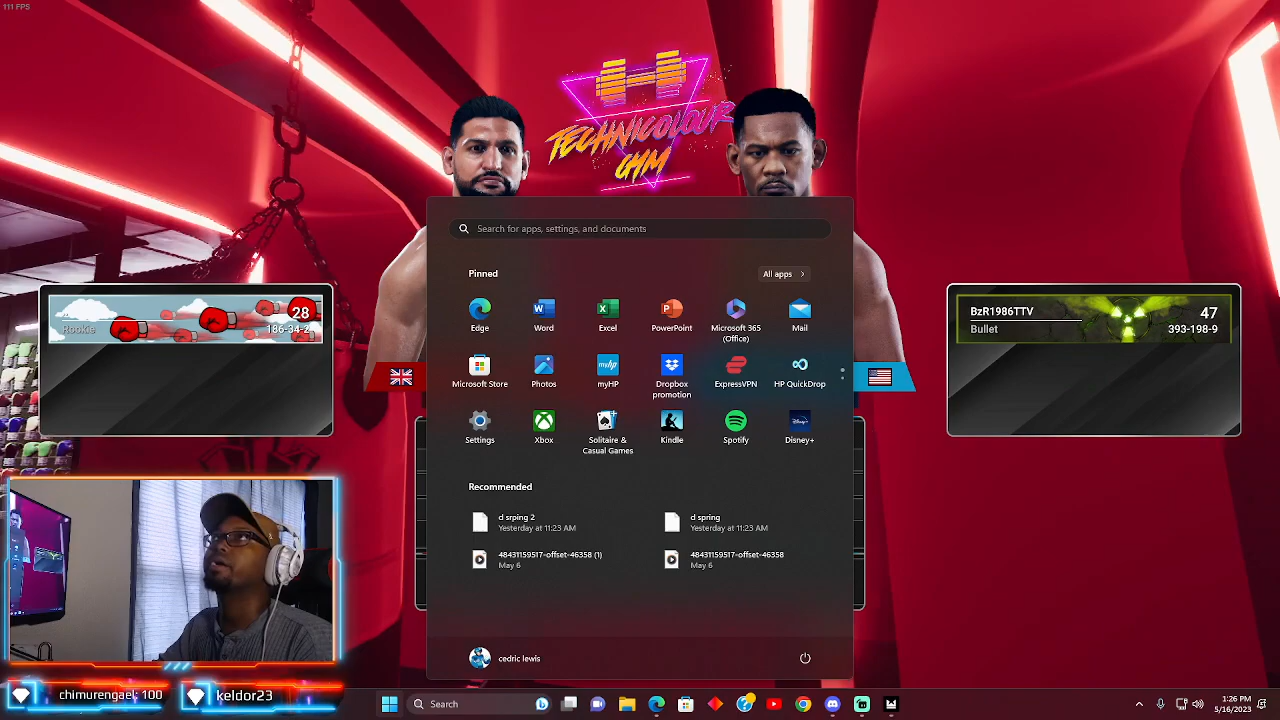 111 FPS
TECHNICOLOUR
GYM
Search for apps, settings, and documents
Pinned
All apps
Edge
Word
Excel
PowerPoint
Microsoft 365
(Office)
Mail
Microsoft Store
Photos
myHP
Dropbox
promotion
ExpressVPN
HP QuickDrop
Settings
Xbox
Solitaire &
Casual Games
Kindle
Spotify
Disney+
Recommended
d srping 2
Yesterday at 11:23 AM
d spring
Yesterday at 11:23 AM
48431159517-offset-46358 (1)
May 6
48431159517-offset-46358
May 6
cedric lewis
28
Rookie
186-34-2
BzR1986TTV
47
Bullet
393-198-9
chimurengael: 100
keldor23
Search
1:26 PM
5/16/2023